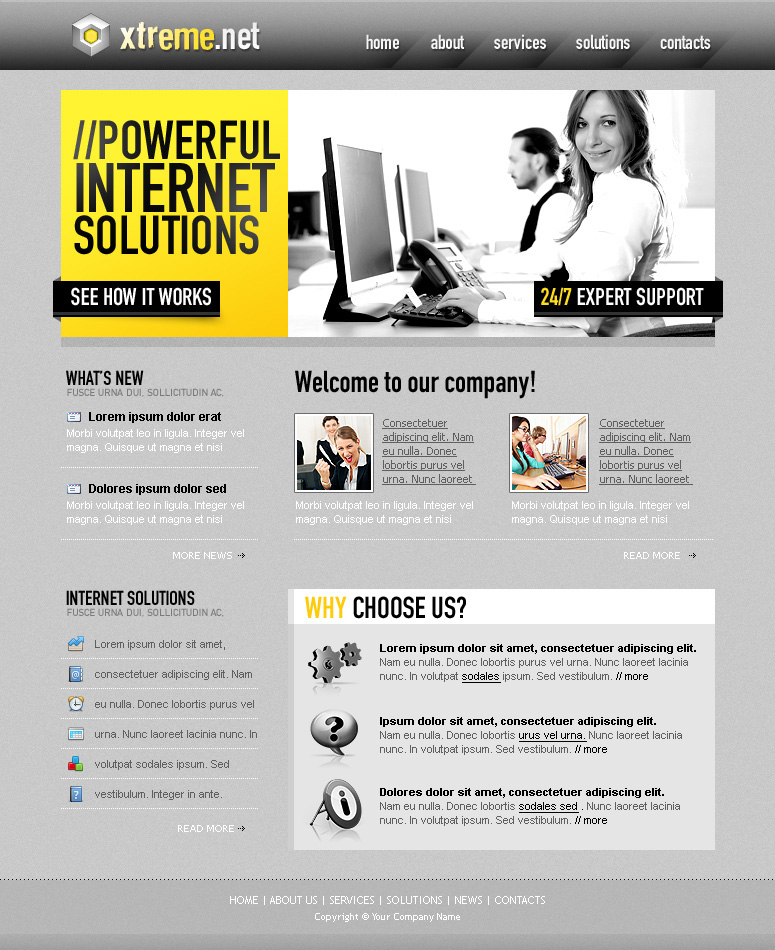 xtreme.net
home about services solutions contacts
//POWERFUL
INTERNET
SOLUTIONS
SEE HOW IT WORKS
24/7 EXPERT SUPPORT
WHAT'S NEW
FUSCE URNA DUI, SOLLICITUDIN AC,
Lorem ipsum dolor erat
Morbi volutpat leo in ligula. Integer vel
magna. Quisque ut magna et nisi
Dolores ipsum dolor sed
Morbi volutpat leo in ligula. Integer vel
magna. Quisque ut magna et nisi
MORE NEWS
Welcome to our company!
Consectetuer
adipiscing elit. Nam
eu nulla. Donec
lobortis purus vel
urna. Nunc laoreet
Morbi volutpat leo in ligula. Integer vel
magna. Quisque ut magna et nisi
Consectetuer
adipiscing elit. Nam
eu nulla. Donec
lobortis purus vel
urna. Nunc laoreet
Morbi volutpat leo in ligula. Integer vel
magna. Quisque ut magna et nisi
READ MORE
INTERNET SOLUTIONS
FUSCE URNA DUI, SOLLICITUDIN AC,
Lorem ipsum dolor sit amet,
consectetuer adipiscing elit. Nam
eu nulla. Donec lobortis purus vel
urna. Nunc laoreet lacinia nunc. In
volutpat sodales ipsum. Sed
vestibulum. Integer in ante.
READ MORE
WHY CHOOSE US?
Lorem ipsum dolor sit amet, consectetuer adipiscing elit.
Nam eu nulla. Donec lobortis purus vel urna. Nunc laoreet lacinia
nunc. In volutpat sodales ipsum. Sed vestibulum. // more
Ipsum dolor sit amet, consectetuer adipiscing elit.
Nam eu nulla. Donec lobortis urus vel urna. Nunc laoreet lacinia
nunc. In volutpat ipsum. Sed vestibulum. // more
Dolores dolor sit amet, consectetuer adipiscing elit.
Nam eu nulla. Donec lobortis sodales sed . Nunc laoreet lacinia
nunc. In volutpat ipsum. Sed vestibulum. // more
HOME | ABOUT US | SERVICES | SOLUTIONS | NEWS | CONTACTS
Copyright © Your Company Name